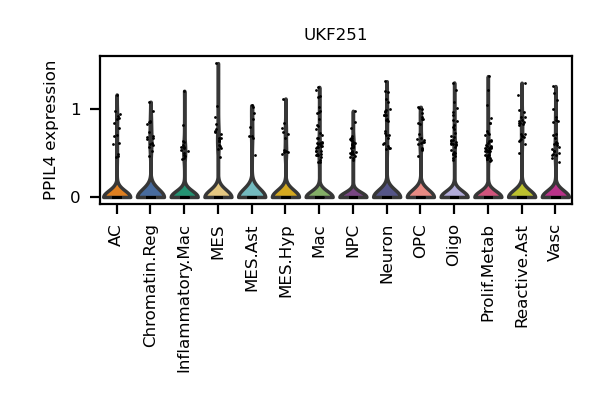 UKF251
PPIL4 expression
1
0
AC
Chromatin.Reg
Inflammatory.Mac
MES
MES.Ast
MES.Hyp
Mac
NPC
Neuron
OPC
Oligo
Prolif.Metab
Reactive.Ast
Vasc